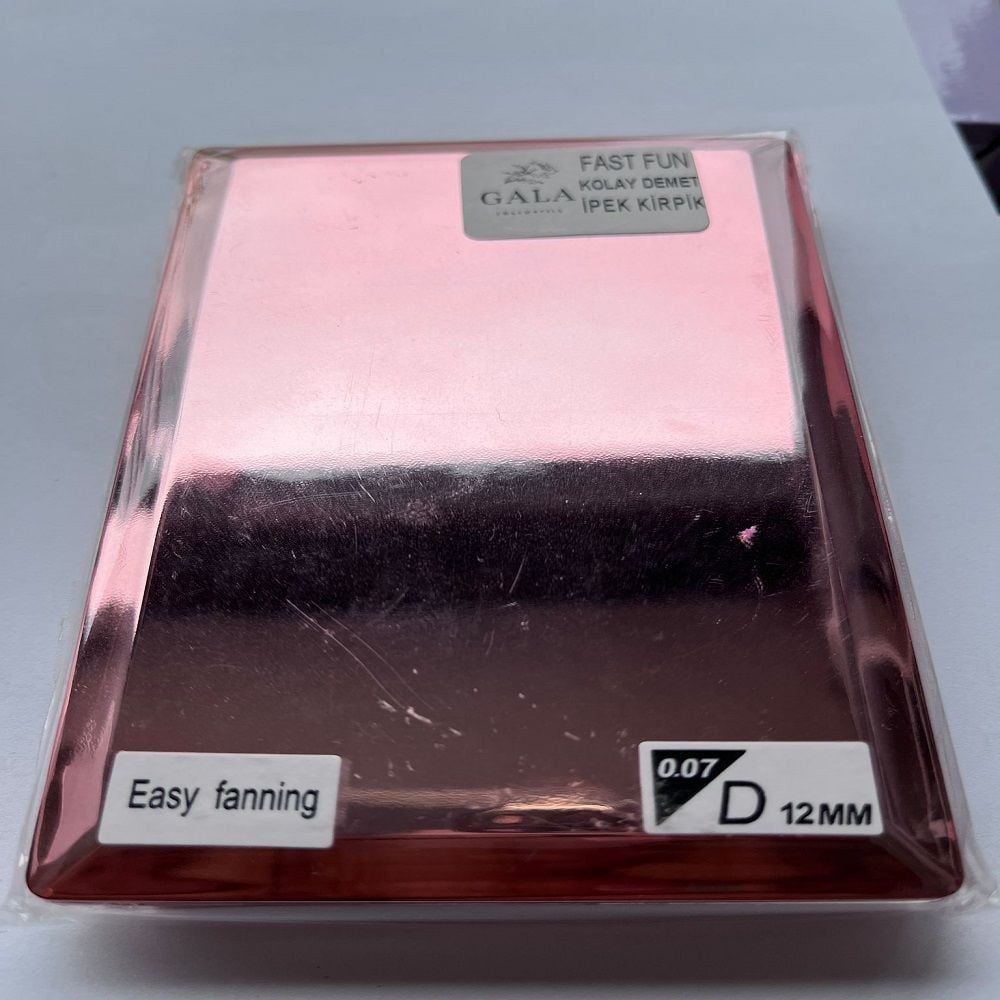 GALA
FAST FUN
KOLAY DEMET
İPEK KİRPİK
Easy fanning
0.07
D 12MM